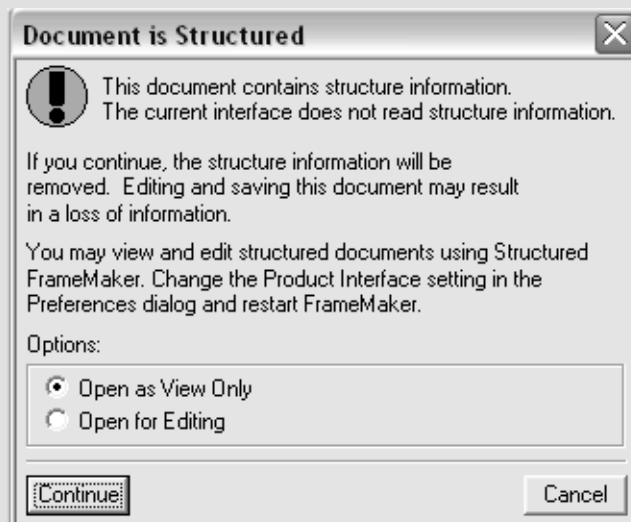 Document is Structured
This document contains structure information.
The current interface does not read structure information.
If you continue, the structure information will be
removed. Editing and saving this document may result
in a loss of information.
You may view and edit structured documents using Structured
FrameMaker. Change the Product Interface setting in the
Preferences dialog and restart FrameMaker.
Options:
Open as View Only
Open for Editing
Continue
Cancel